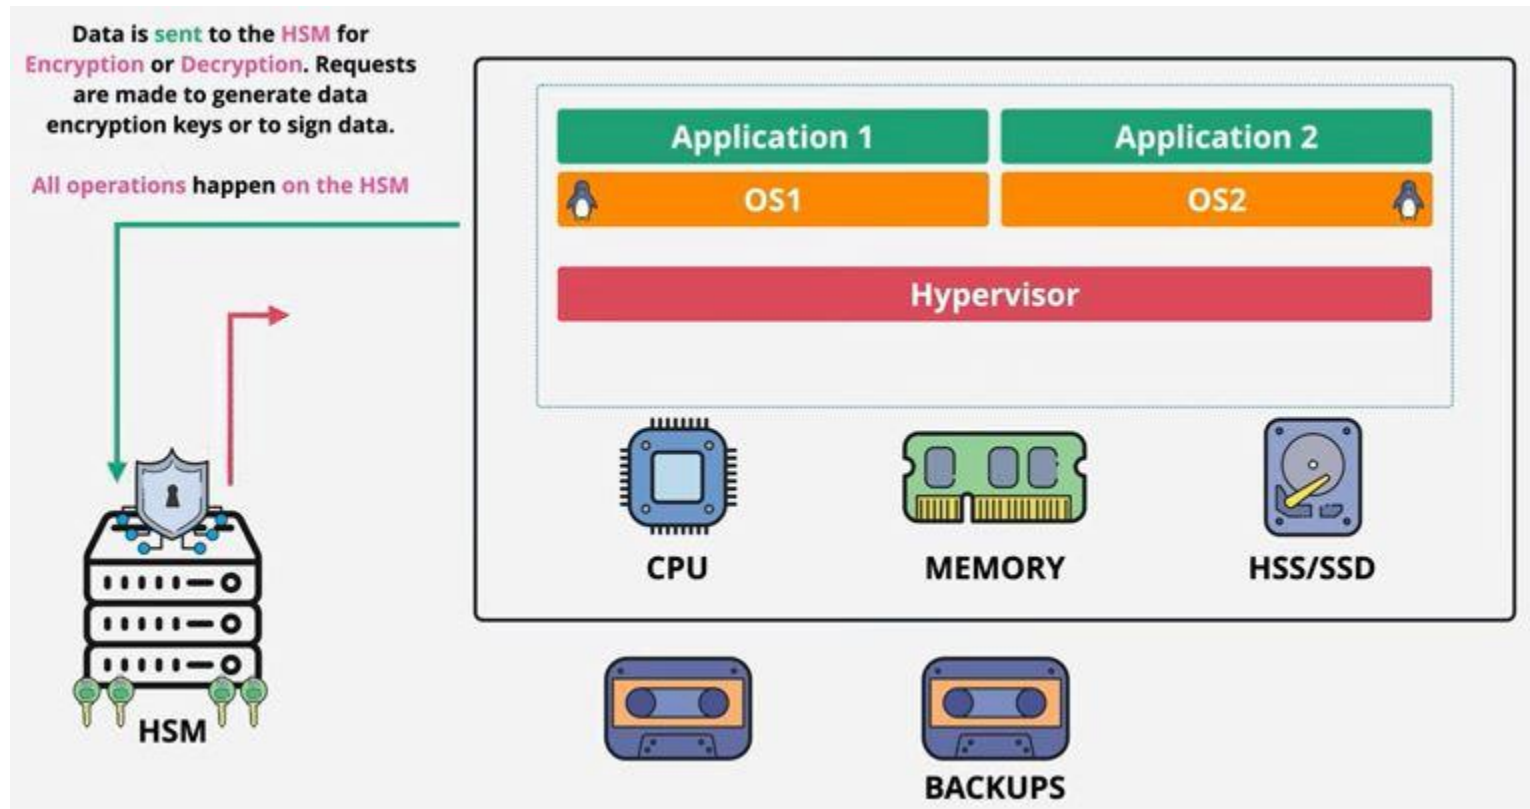 Data is sent to the HSM for
Encryption or Decryption. Requests
are made to generate data
encryption keys or to sign data.
All operations happen on the HSM
Application 1
Application 2
OS1
OS2
Hypervisor
CPU
MEMORY
HSS/SSD
HSM
BACKUPS